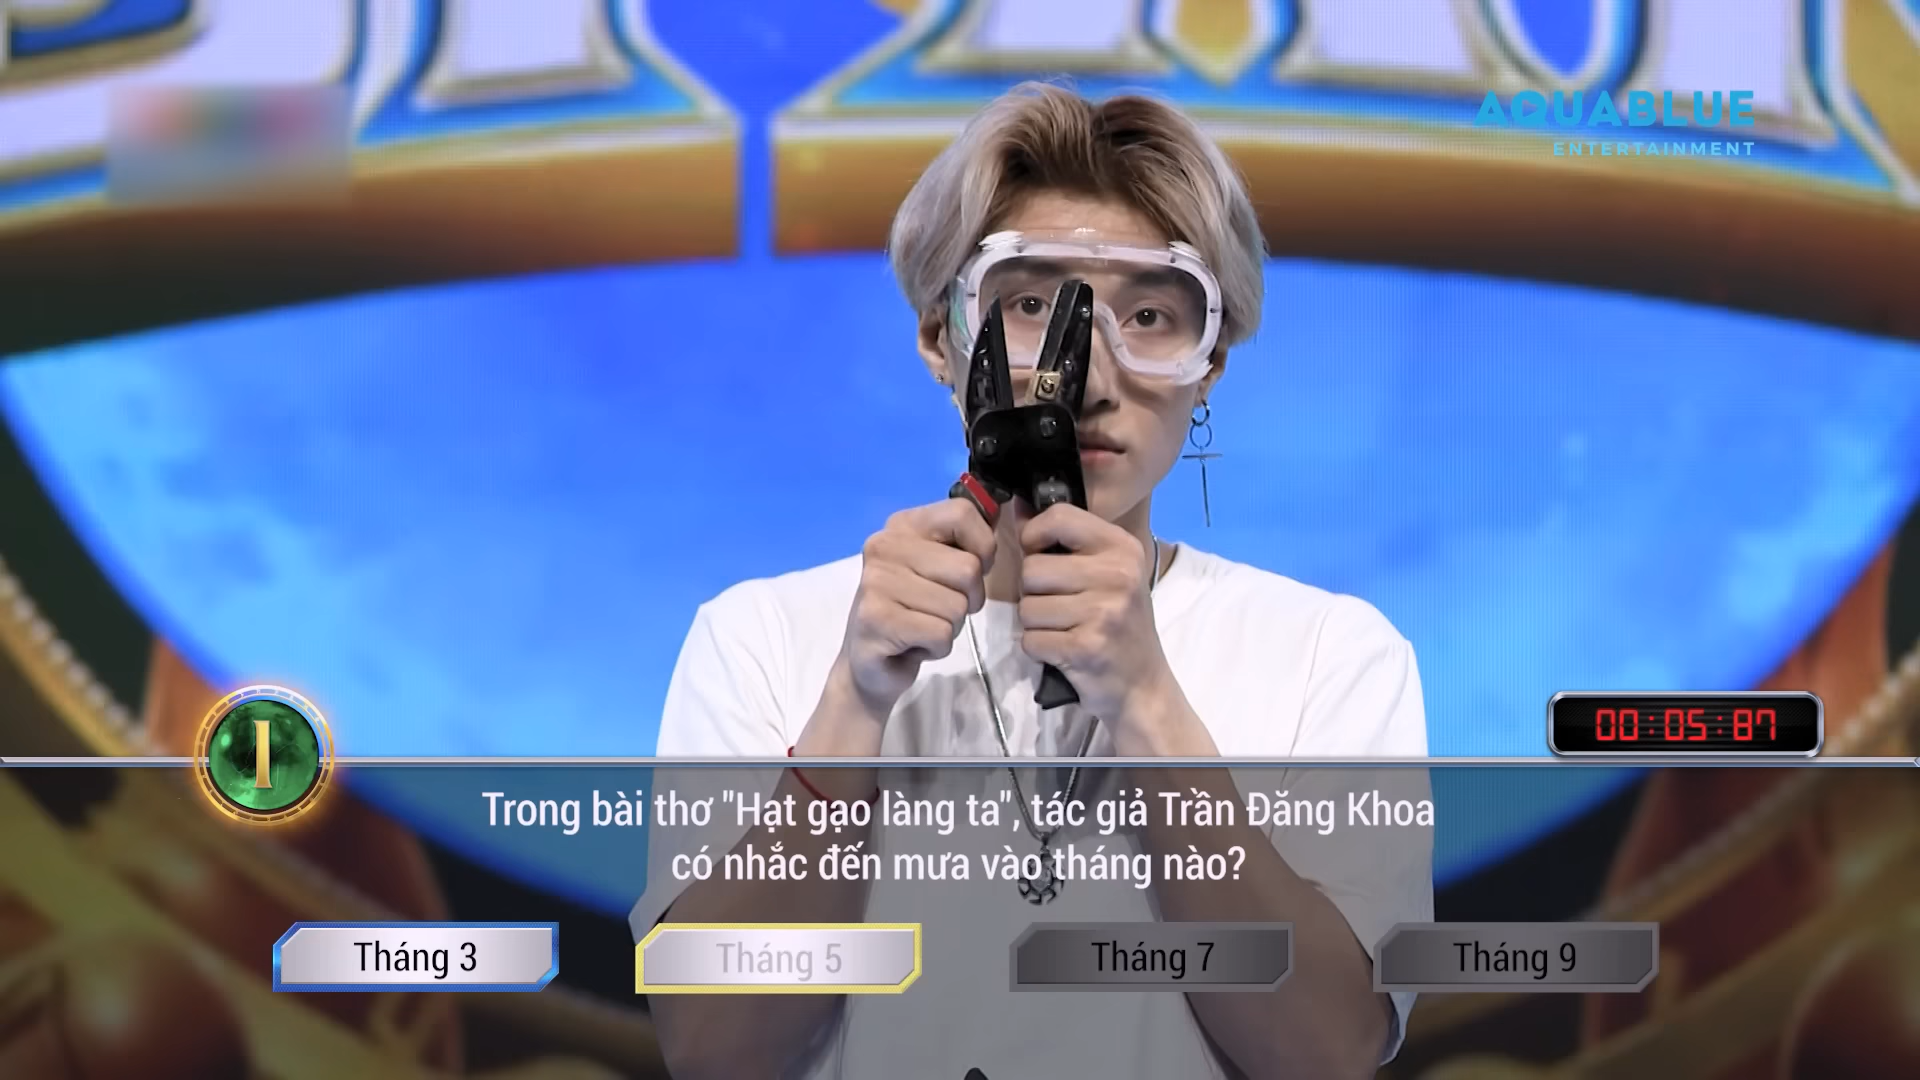 AQUABLUE
ENTERTAINMENT
00:05:87
I
Trong bài thơ "Hạt gạo làng ta", tác giả Trần Đăng Khoa
có nhắc đến mưa vào tháng nào?
Tháng 3
Tháng 5
Tháng 7
Tháng 9